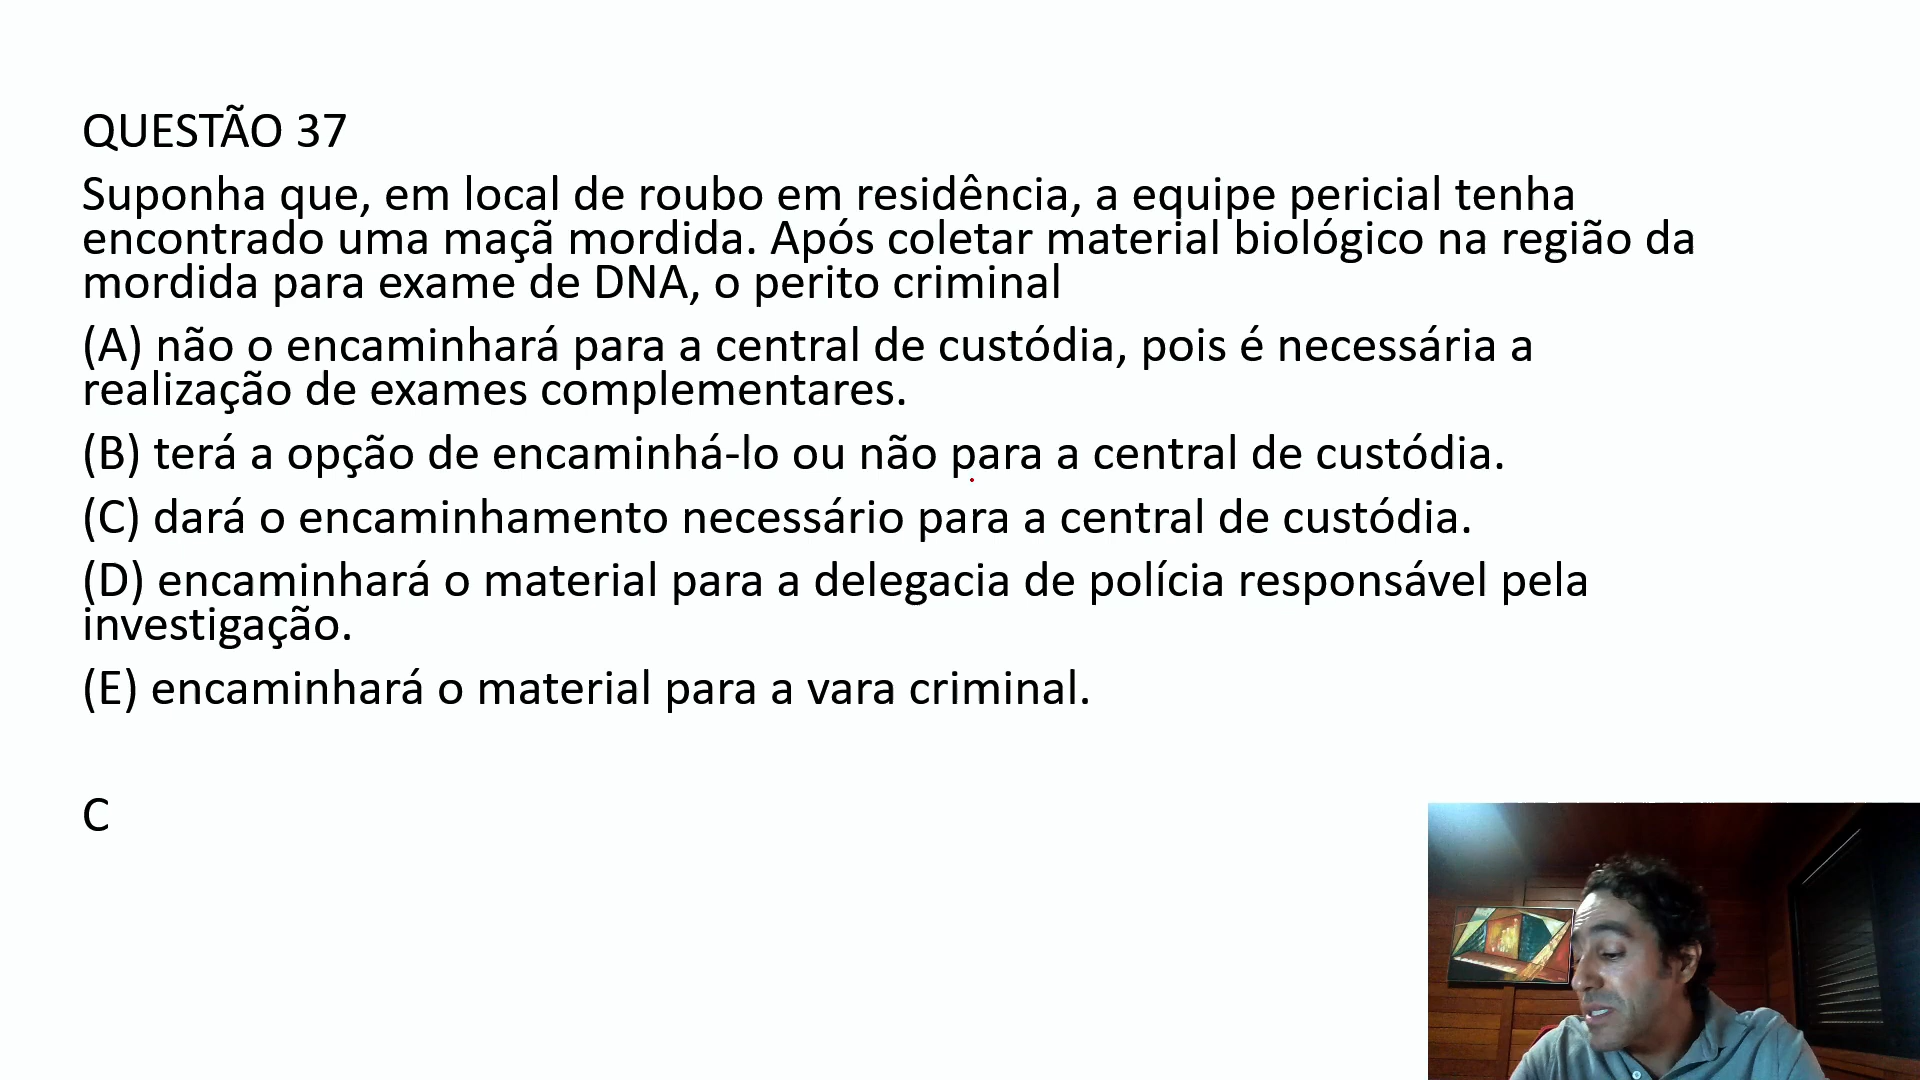 QUESTÃO 37
Suponha que, em local de roubo em residência, a equipe pericial tenha
encontrado uma maçã mordida. Após coletar material biológico na região da
mordida para exame de DNA, o perito criminal
(A) não o encaminhará para a central de custódia, pois é necessária a
realização de exames complementares.
(B) terá a opção de encaminhá-lo ou não para a central de custódia.
(C) dará o encaminhamento necessário para a central de custódia.
(D) encaminhará o material para a delegacia de polícia responsável pela
investigação.
(E) encaminhará o material para a vara criminal.
C